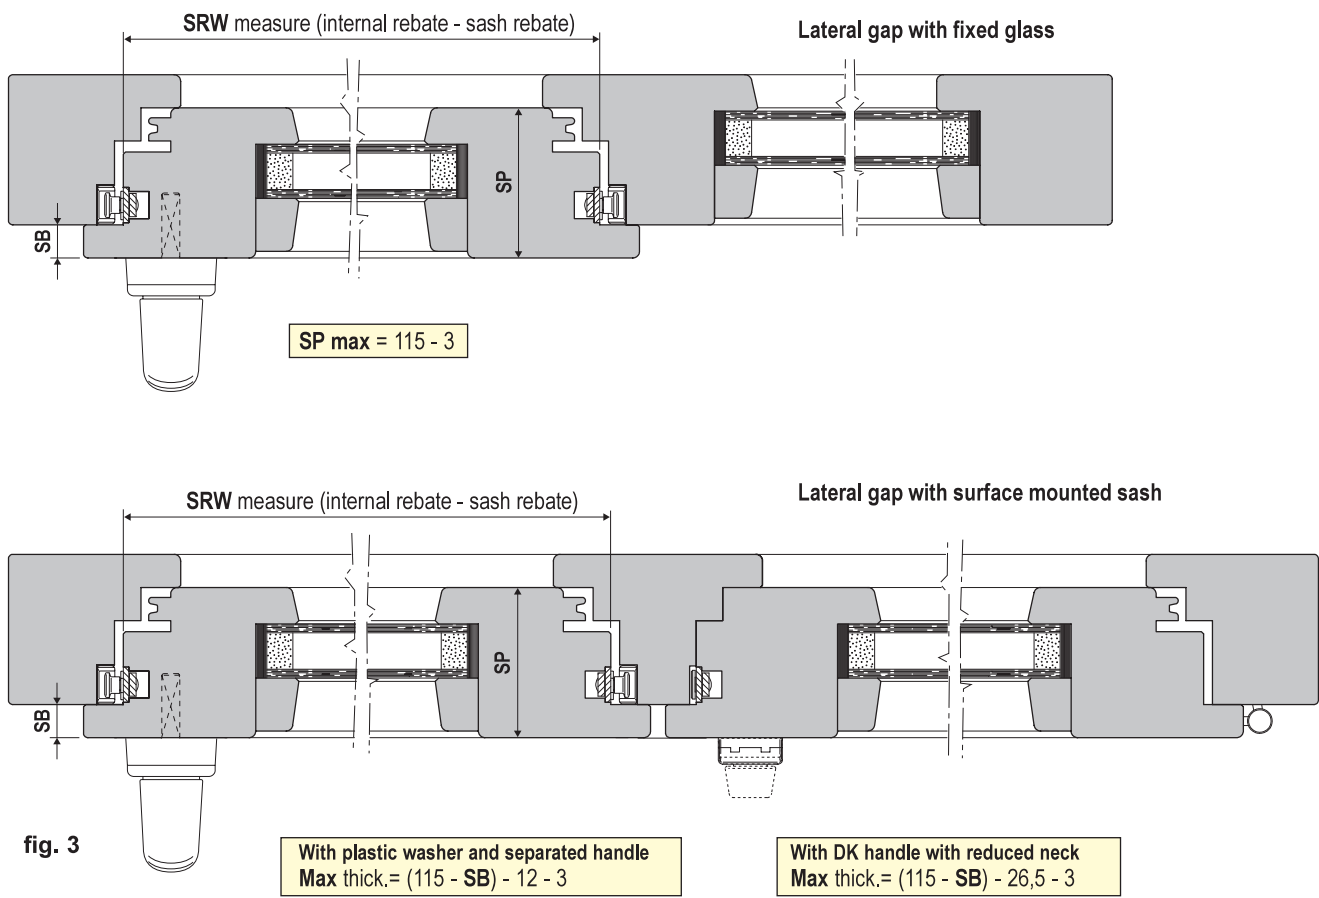 SRW measure (internal rebate - sash rebate)
Lateral gap with fixed glass
SP
SB
SP max = 115 - 3
SRW measure (internal rebate - sash rebate)
Lateral gap with surface mounted sash
SP
SB
fig. 3
With plastic washer and separated handle
Max thick.= (115 - SB) - 12 - 3
With DK handle with reduced neck
Max thick.= (115 - SB) - 26,5 - 3